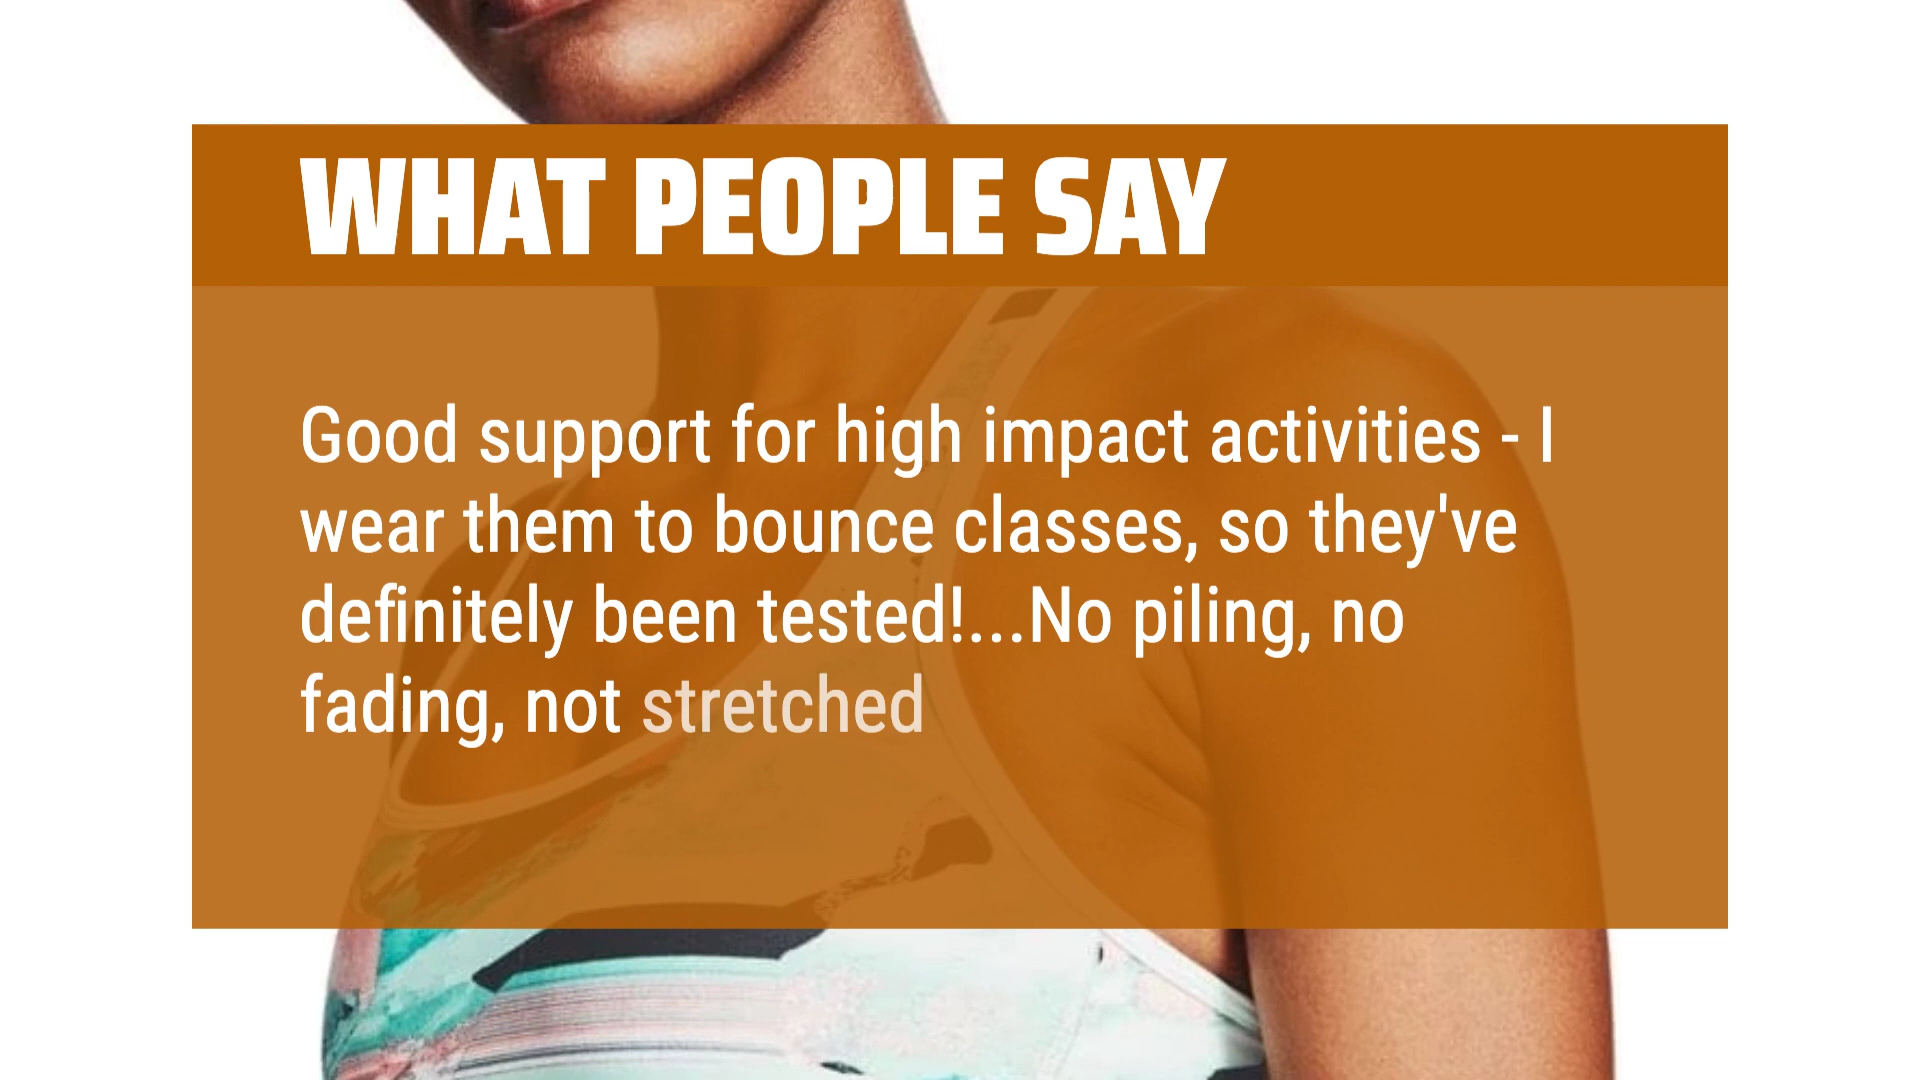 WHAT PEOPLE SAY
Good support for high impact activities - I
wear them to bounce classes, so they've
definitely been tested!...No piling, no
fading, not stretched